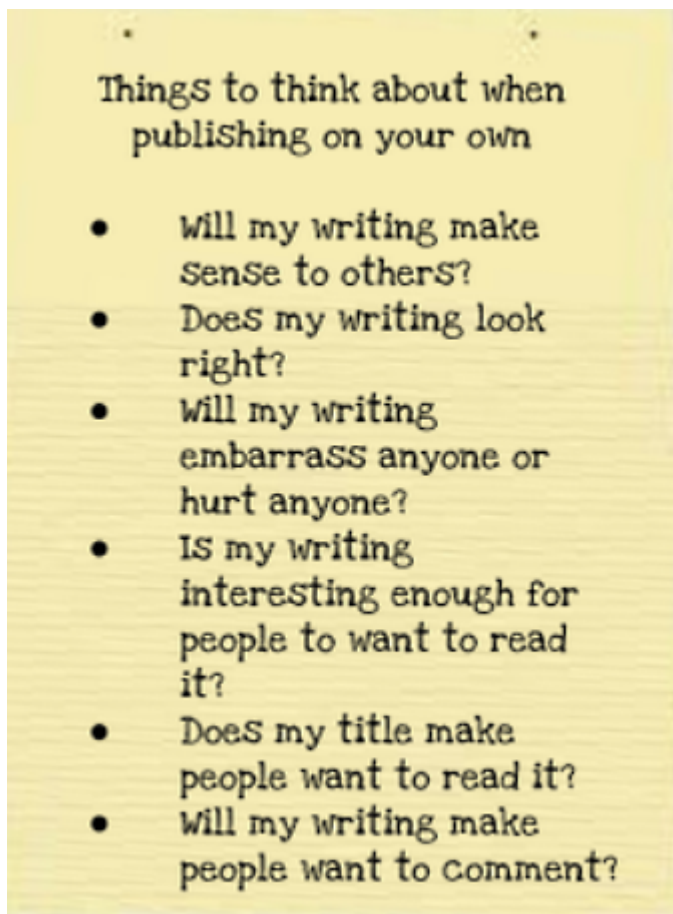 Things to think about when
publishing on your own
• Will my writing make
sense to others?
• Does my writing look
right?
• Will my writing
embarrass anyone or
hurt anyone?
• Is my writing
interesting enough for
people to want to read
it?
• Does my title make
people want to read it?
• Will my writing make
people want to comment?